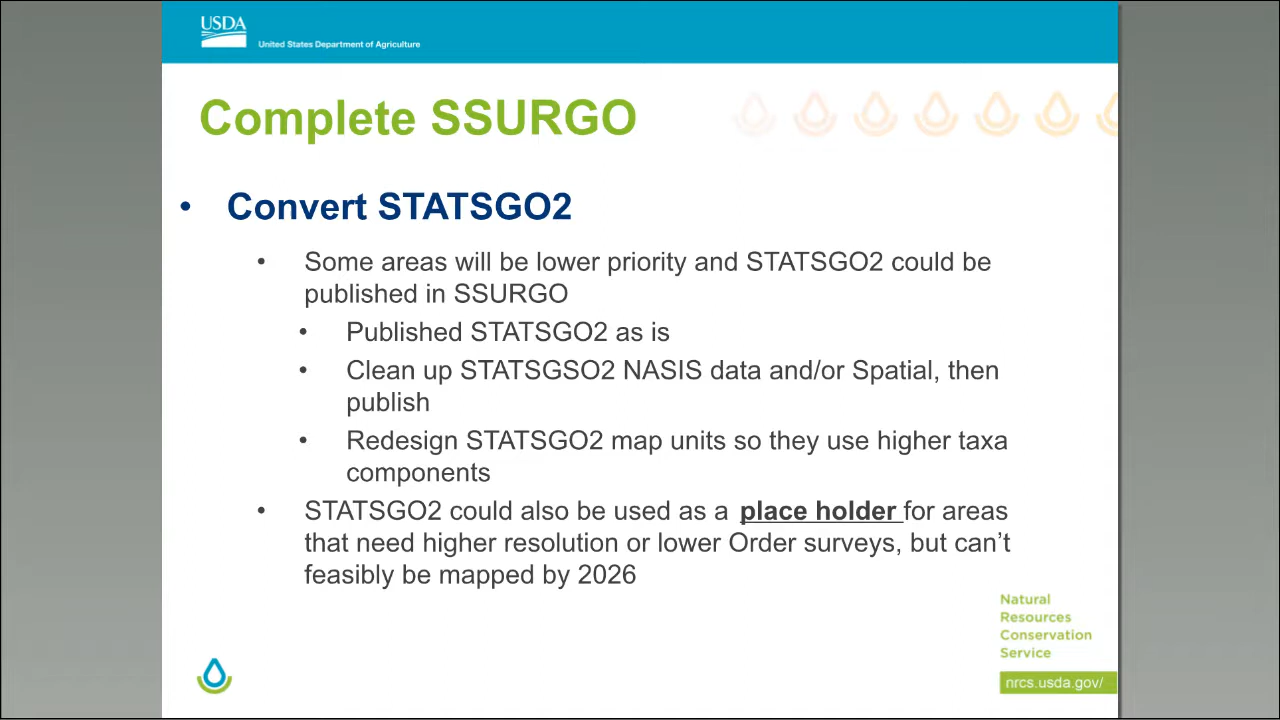 USDA
United States Department of Agriculture
Complete SSURGO
• Convert STATSGO2
• Some areas will be lower priority and STATSGO2 could be
published in SSURGO
• Published STATSGO2 as is
• Clean up STATSGSO2 NASIS data and/or Spatial, then
publish
• Redesign STATSGO2 map units so they use higher taxa
components
• STATSGO2 could also be used as a place holder for areas
that need higher resolution or lower Order surveys, but can’t
feasibly be mapped by 2026
Natural
Resources
Conservation
Service
nrcs.usda.gov/